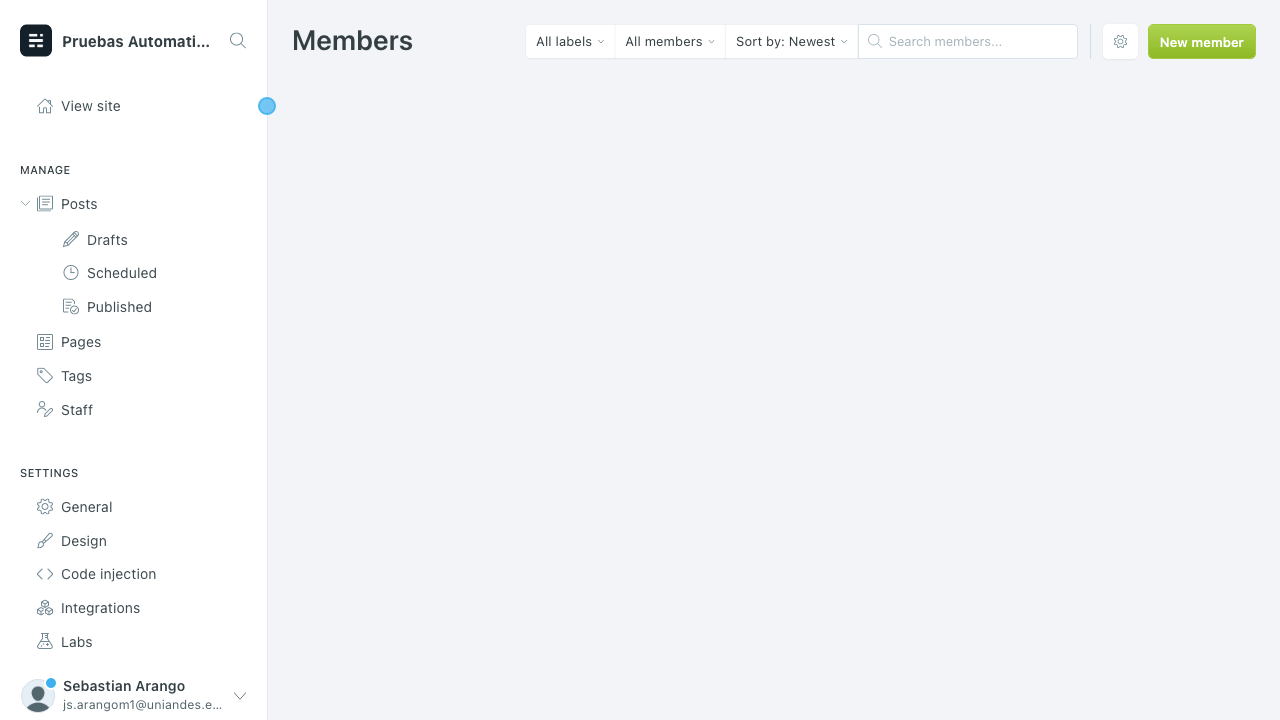 Pruebas Automati...
View site
MANAGE
Posts
Drafts
Scheduled
Published
Pages
Tags
Staff
SETTINGS
General
Design
Code injection
Integrations
Labs
Sebastian Arango
js.arangom1@uniandes.e...
Members
All labels
All members
Sort by: Newest
Search members...
New member